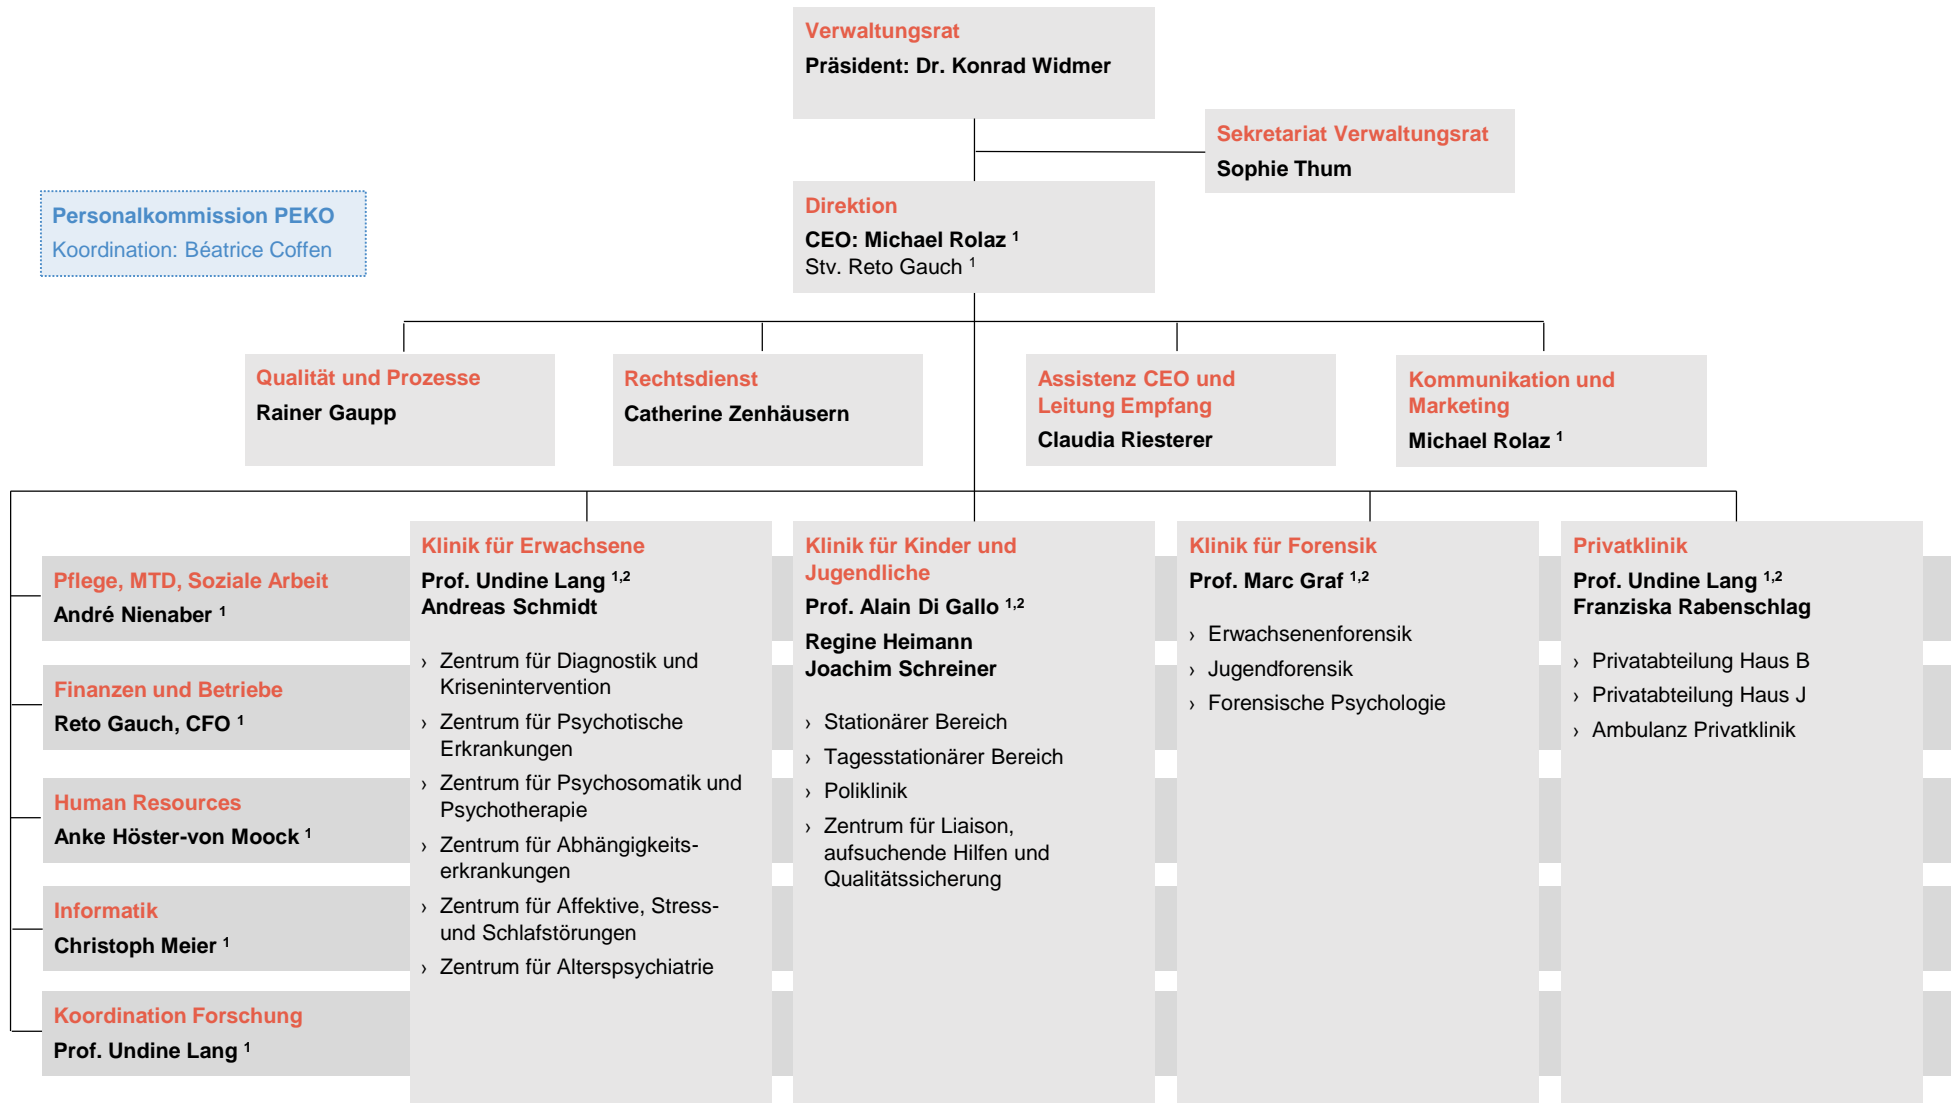 Verwaltungsrat
Präsident: Dr. Konrad Widmer
Sekretariat Verwaltungsrat
Sophie Thum
Personalkommission PEKO
Koordination: Béatrice Coffen
Direktion
CEO: Michael Rolaz ¹
Stv. Reto Gauch ¹
Qualität und Prozesse
Rainer Gaupp
Rechtsdienst
Catherine Zenhäusern
Assistenz CEO und
Leitung Empfang
Claudia Riesterer
Kommunikation und
Marketing
Michael Rolaz ¹
Pflege, MTD, Soziale Arbeit
André Nienaber ¹
Finanzen und Betriebe
Reto Gauch, CFO ¹
Human Resources
Anke Höster-von Moock ¹
Informatik
Christoph Meier ¹
Koordination Forschung
Prof. Undine Lang ¹
Klinik für Erwachsene
Prof. Undine Lang ¹,²
Andreas Schmidt
› Zentrum für Diagnostik und
Krisenintervention
› Zentrum für Psychotische
Erkrankungen
› Zentrum für Psychosomatik und
Psychotherapie
› Zentrum für Abhängigkeits-
erkrankungen
› Zentrum für Affektive, Stress-
und Schlafstörungen
› Zentrum für Alterspsychiatrie
Klinik für Kinder und
Jugendliche
Prof. Alain Di Gallo ¹,²
Regine Heimann
Joachim Schreiner
› Stationärer Bereich
› Tagesstationärer Bereich
› Poliklinik
› Zentrum für Liaison,
aufsuchende Hilfen und
Qualitätssicherung
Klinik für Forensik
Prof. Marc Graf ¹,²
› Erwachsenenforensik
› Jugendforensik
› Forensische Psychologie
Privatklinik
Prof. Undine Lang ¹,²
Franziska Rabenschlag
› Privatabteilung Haus B
› Privatabteilung Haus J
› Ambulanz Privatklinik